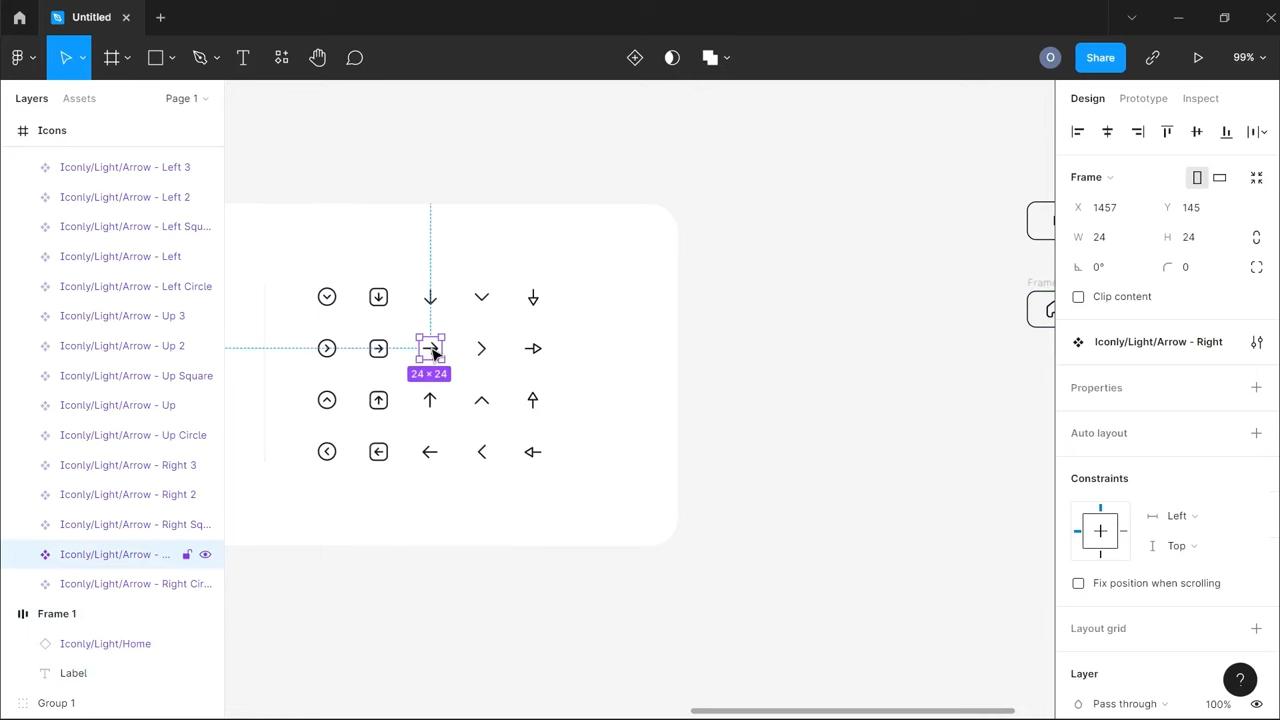 Untitled
O
Share
99%
Layers
Assets
Page 1
Icons
Iconly/Light/Arrow - Left 3
Iconly/Light/Arrow - Left 2
Iconly/Light/Arrow - Left Squ...
Iconly/Light/Arrow - Left
Iconly/Light/Arrow - Left Circle
Iconly/Light/Arrow - Up 3
Iconly/Light/Arrow - Up 2
Iconly/Light/Arrow - Up Square
Iconly/Light/Arrow - Up
Iconly/Light/Arrow - Up Circle
Iconly/Light/Arrow - Right 3
Iconly/Light/Arrow - Right 2
Iconly/Light/Arrow - Right Sq...
Iconly/Light/Arrow - ...
Iconly/Light/Arrow - Right Cir...
Frame 1
Iconly/Light/Home
Label
Group 1
24 × 24
Frame
Design
Prototype
Inspect
Frame
X 1457
Y 145
W 24
H 24
0°
0
Clip content
Iconly/Light/Arrow - Right
Properties
Auto layout
Constraints
Left
Top
Fix position when scrolling
Layout grid
Layer
Pass through
100%
?